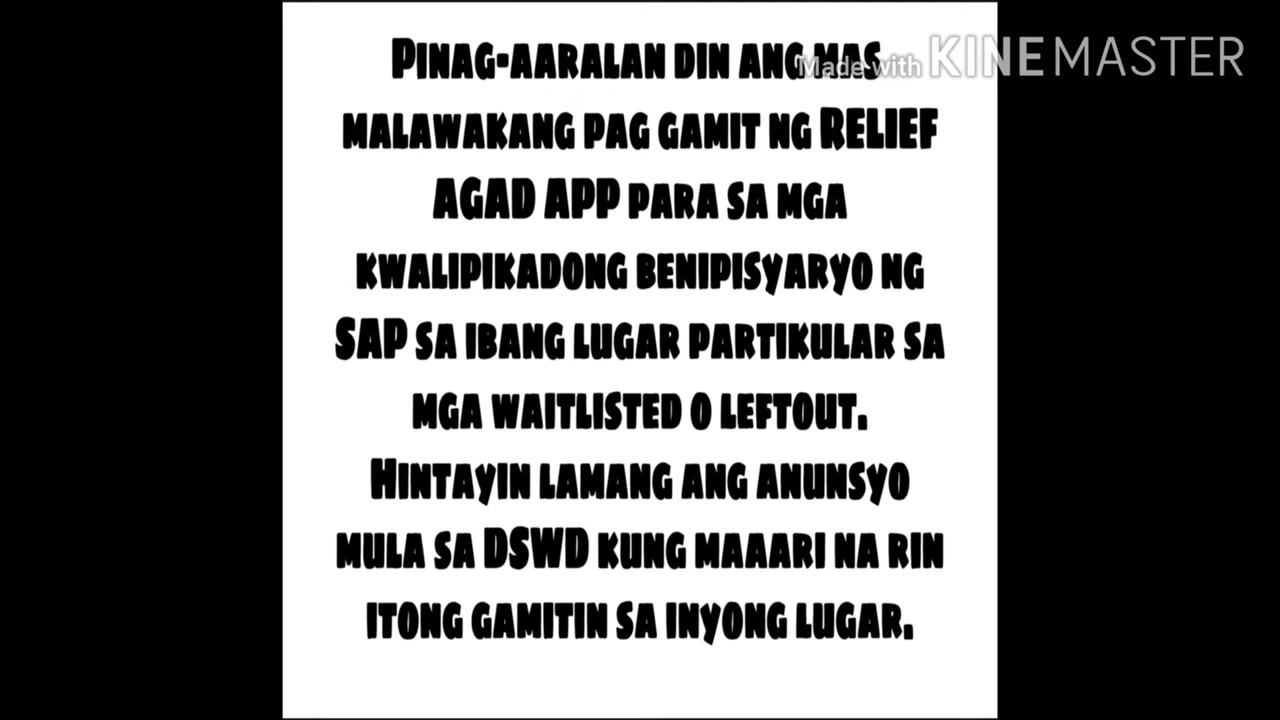 Pinag-aaralan din ang mas
malawakang pag gamit ng RELIEF
AGAD APP para sa mga
kwalipikadong benipisyaryo ng
SAP sa ibang lugar partikular sa
mga waitlisted o leftout.
Hintayin lamang ang anunsyo
mula sa DSWD kung maaari na rin
itong gamitin sa inyong lugar.
Made with KINEMASTER